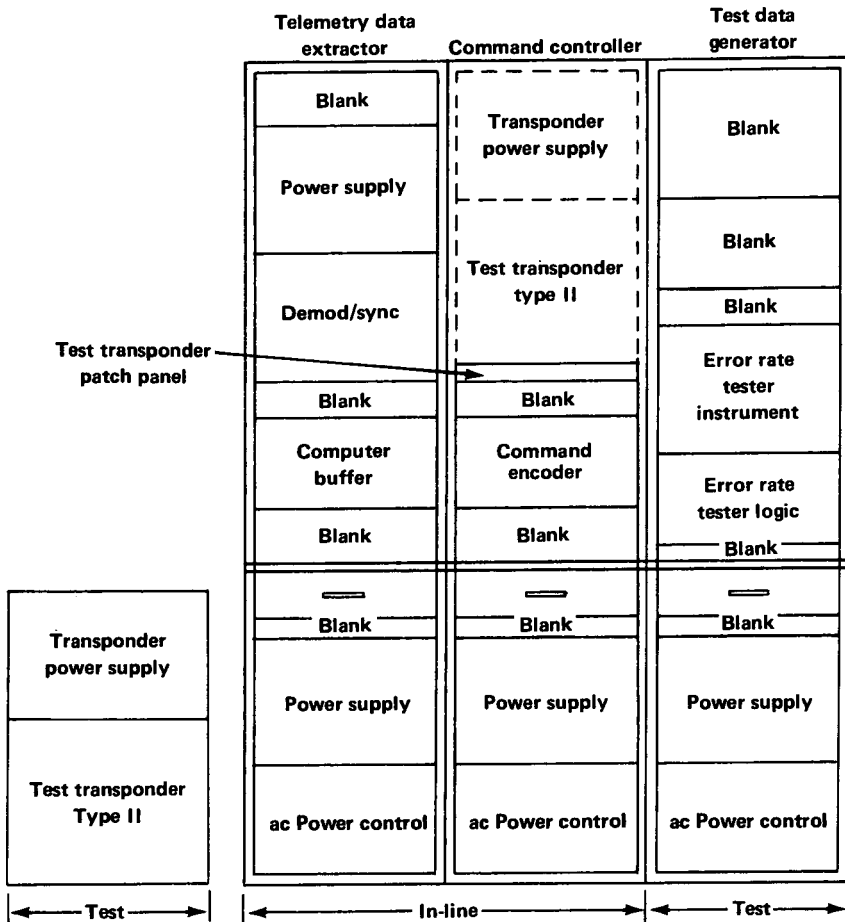 Telemetry data
extractor
Command controller
Test data
generator
Blank
Power supply
Demod/sync
Blank
Computer
buffer
Blank
Blank
Power supply
ac Power control
Transponder
power supply
Test transponder
type II
Test transponder
patch panel
Blank
Command
encoder
Blank
Blank
Power supply
ac Power control
Blank
Blank
Blank
Error rate
tester
instrument
Error rate
tester logic
Blank
Blank
Power supply
ac Power control
Transponder
power supply
Test transponder
Type II
Test
In-line
Test